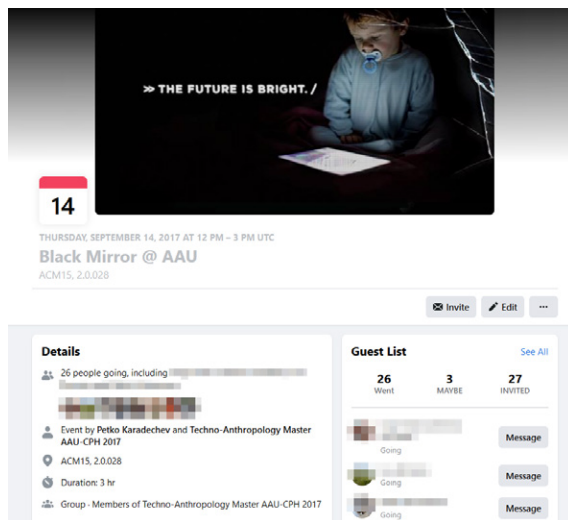 >> THE FUTURE IS BRIGHT. /
14
THURSDAY, SEPTEMBER 14, 2017 AT 12 PM – 3 PM UTC
Black Mirror @ AAU
ACM15, 2.0.028
Invite
Edit
...
Details
26 people going, including
Event by Petko Karadechev and Techno-Anthropology Master
AAU-CPH 2017
ACM15, 2.0.028
Duration: 3 hr
Group · Members of Techno-Anthropology Master AAU-CPH 2017
Guest List
See All
26 3 27
Went MAYBE INVITED
Message
Going
Message
Going
Message
Going